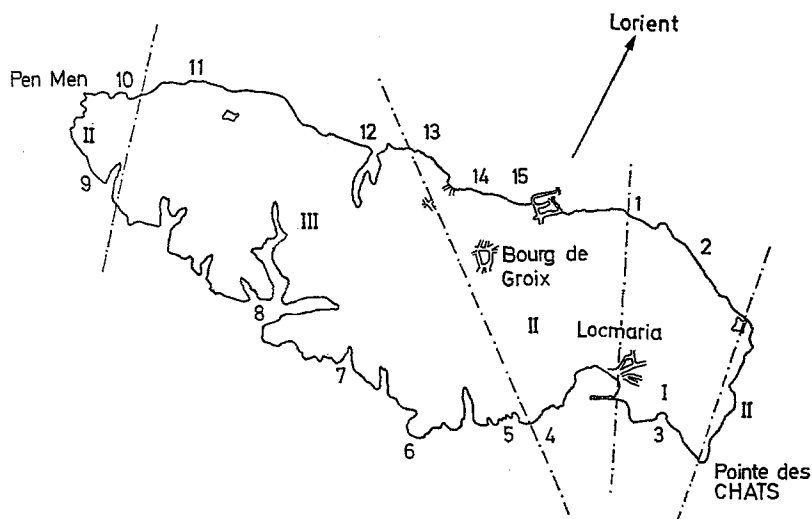 Lorient
Pen Men
10
11
II
9
12
13
14
15
1
2
III
Bourg de
Groix
8
II
Locmaria
7
I
II
6
5
4
3
Pointe des
CHATS